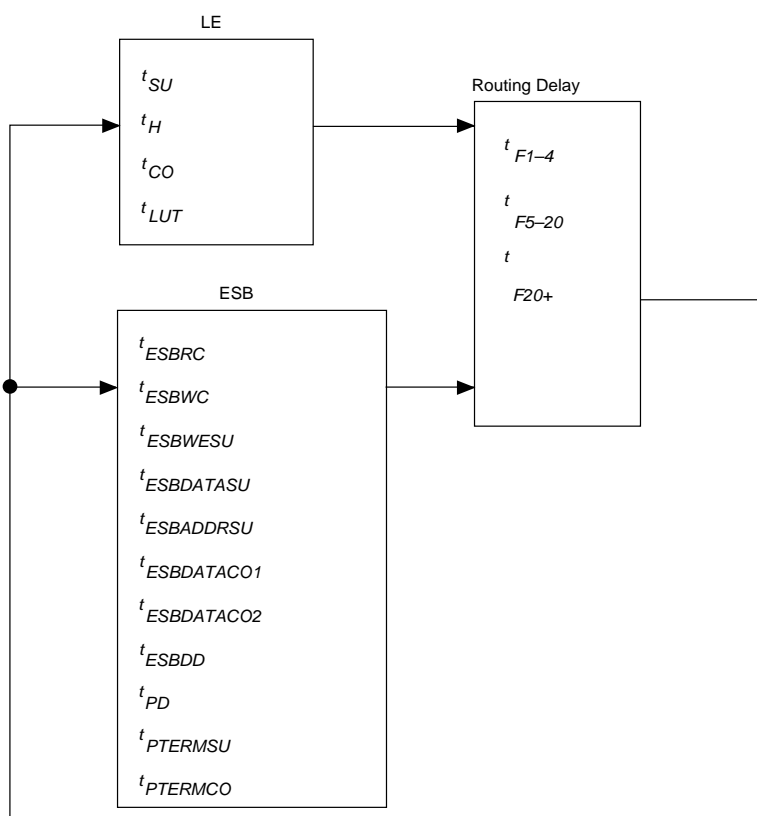 LE
tSU
tH
tCO
tLUT
Routing Delay
tF1–4
tF5–20
tF20+
ESB
tESBRC
tESBWC
tESBWESU
tESBDATASU
tESBADDRSU
tESBDATACO1
tESBDATACO2
tESBDD
tPD
tPTERMSU
tPTERMCO